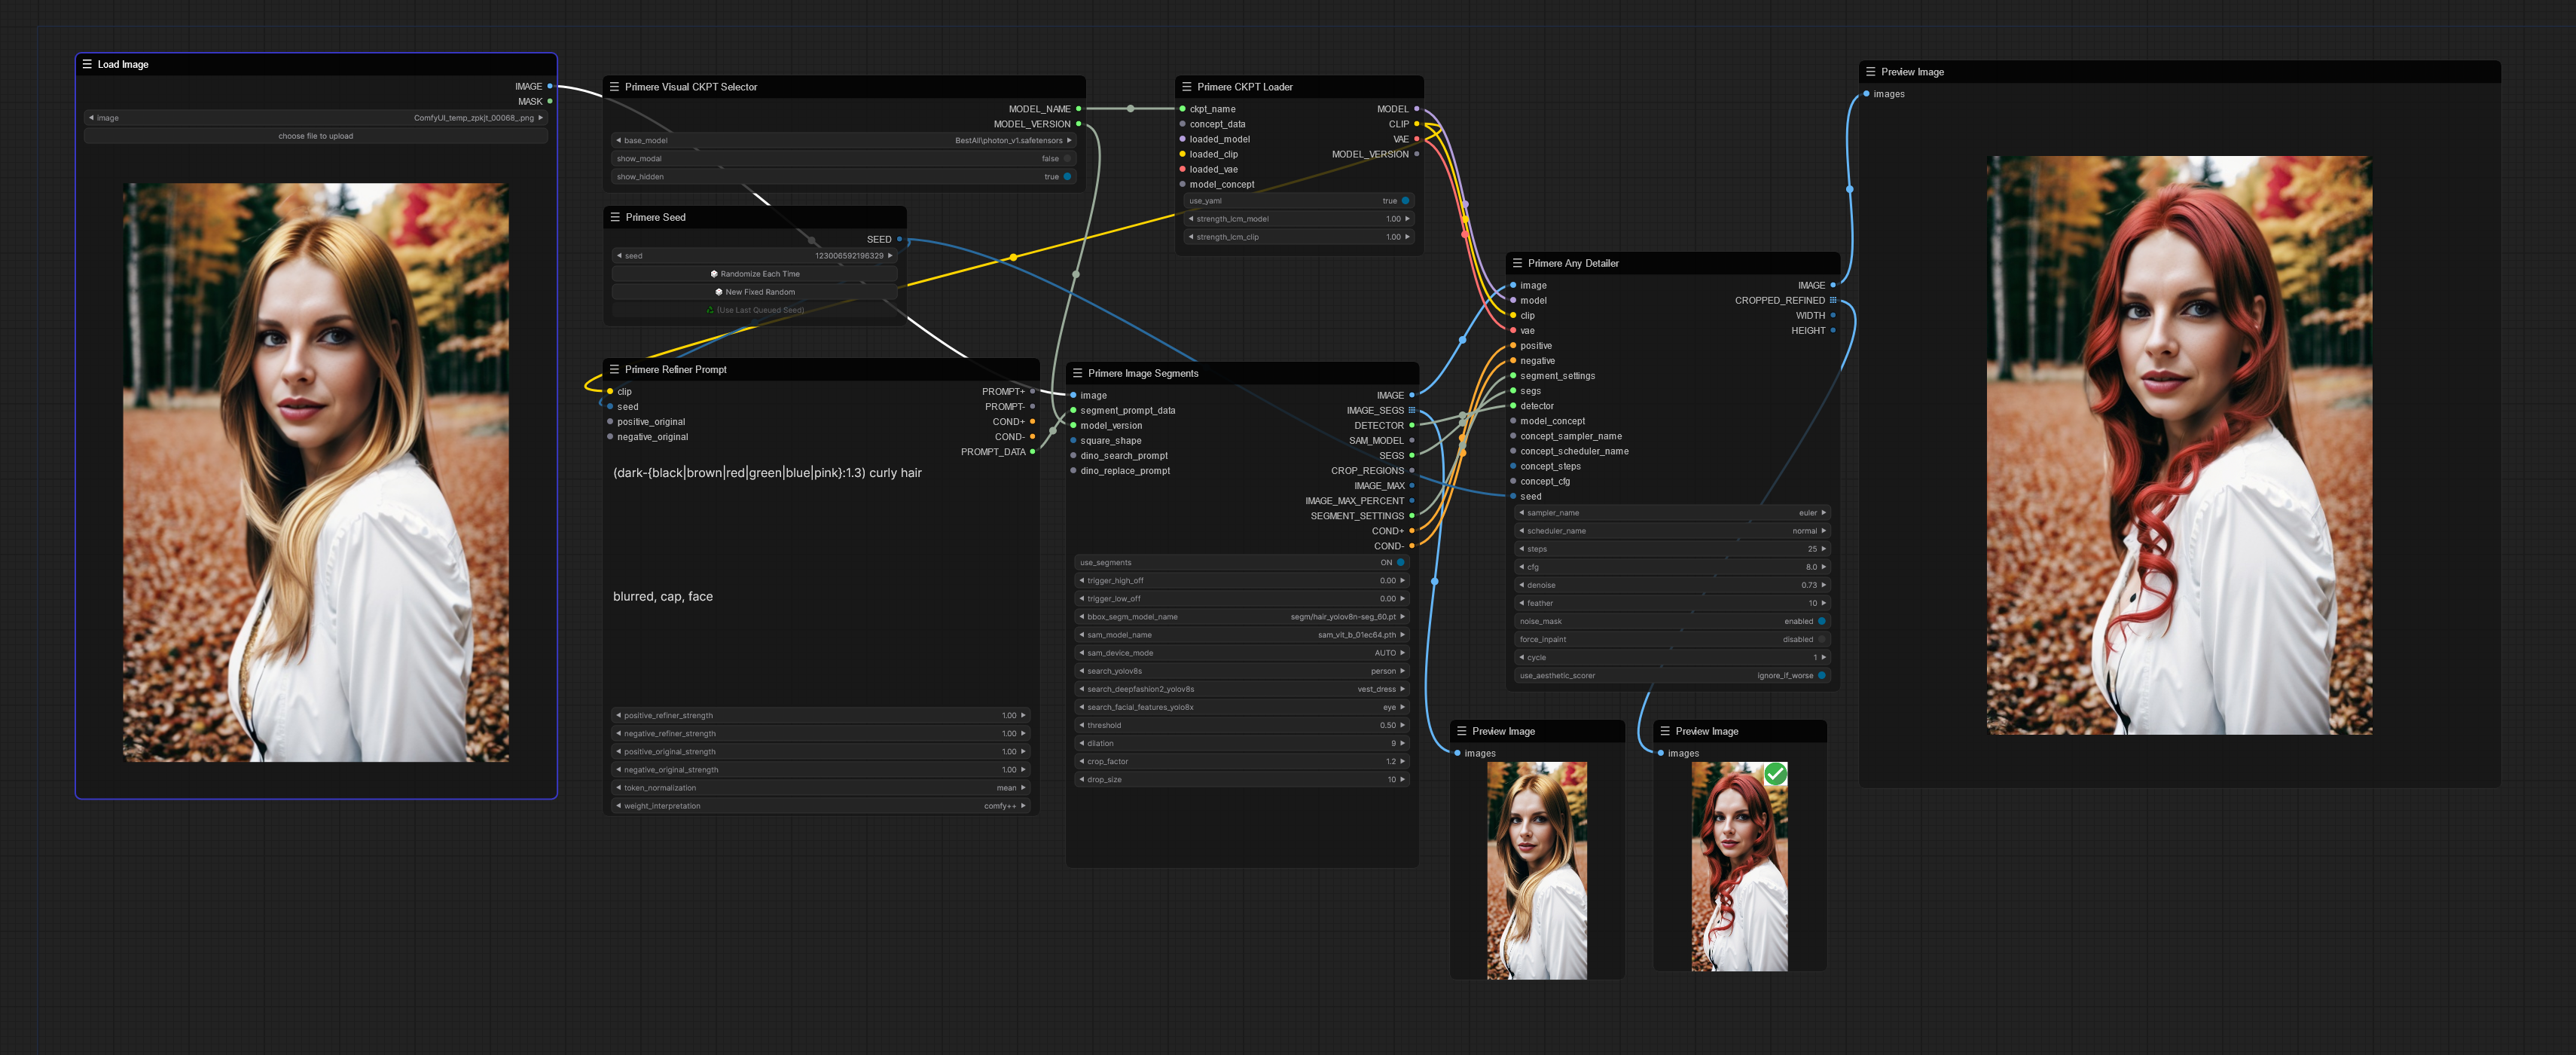 Load Image
IMAGE
MASK
image ComfyUI_temp_zpkjt_00068_.png
choose file to upload
Primere Visual CKPT Selector
MODEL_NAME
MODEL_VERSION
base_model BestAll\photon_v1.safetensors
show_modal false
show_hidden true
Primere Seed
SEED
seed 123006592196329
Randomize Each Time
New Fixed Random
(Use Last Queued Seed)
Primere Refiner Prompt
clip PROMPT+
seed PROMPT-
positive_original COND+
negative_original COND-
PROMPT_DATA
(dark-{black|brown|red|green|blue|pink}:1.3) curly hair
blurred, cap, face
positive_refiner_strength 1.00
negative_refiner_strength 1.00
positive_original_strength 1.00
negative_original_strength 1.00
token_normalization mean
weight_interpretation comfy++
Primere CKPT Loader
ckpt_name MODEL
concept_data CLIP
loaded_model VAE
loaded_clip MODEL_VERSION
loaded_vae
model_concept
use_yaml true
strength_lcm_model 1.00
strength_lcm_clip 1.00
Primere Image Segments
image IMAGE
segment_prompt_data IMAGE_SEGS
model_version DETECTOR
square_shape SAM_MODEL
dino_search_prompt SEGS
dino_replace_prompt CROP_REGIONS
IMAGE_MAX
IMAGE_MAX_PERCENT
SEGMENT_SETTINGS
COND+
COND-
use_segments ON
trigger_high_off 0.00
trigger_low_off 0.00
bbox_segm_model_name segm/hair_yolov8n-seg_60.pt
sam_model_name sam_vit_b_01ec64.pth
sam_device_mode AUTO
search_yolov8s person
search_deepfashion2_yolov8s vest_dress
search_facial_features_yolo8x eye
threshold 0.50
dilation 9
crop_factor 1.2
drop_size 10
Primere Any Detailer
image IMAGE
model CROPPED_REFINED
clip WIDTH
vae HEIGHT
positive
negative
segment_settings
segs
detector
model_concept
concept_sampler_name
concept_scheduler_name
concept_steps
concept_cfg
seed
sampler_name euler
scheduler_name normal
steps 25
cfg 8.0
denoise 0.73
feather 10
noise_mask enabled
force_inpaint disabled
cycle 1
use_aesthetic_scorer ignore_if_worse
Preview Image
images
Preview Image
images
Preview Image
images